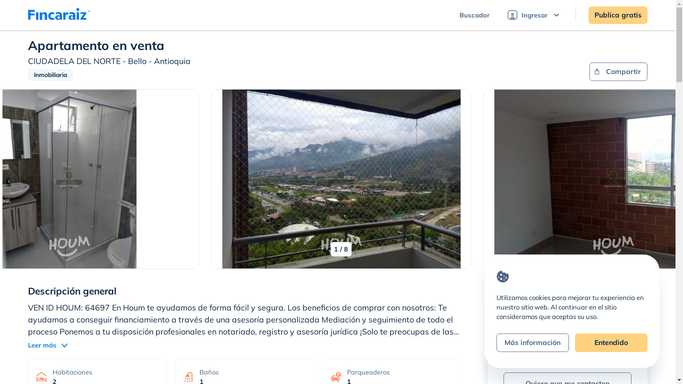 Fincaraiz
Buscador
Ingresar
Publica gratis
Apartamento en venta
CIUDADELA DEL NORTE - Bello - Antioquia
Inmobiliaria
Compartir
HOUM
HOUM
1 / 8
HOUM
Descripción general
VEN ID HOUM: 64697 En Houm te ayudamos de forma fácil y segura. Los beneficios de comprar con nosotros: Te
ayudamos a conseguir financiamiento a través de una asesoría personalizada Mediación y seguimiento de todo el
proceso Ponemos a tu disposición profesionales en notariado, registro y asesoría jurídica ¡Solo te preocupas de las...
Leer más
Habitaciones
2
Baños
1
Parqueaderos
1
Utilizamos cookies para mejorar tu experiencia en
nuestro sitio web. Al continuar en el sitio
consideramos que aceptas su uso.
Más información
Entendido
Quiero que me contacten